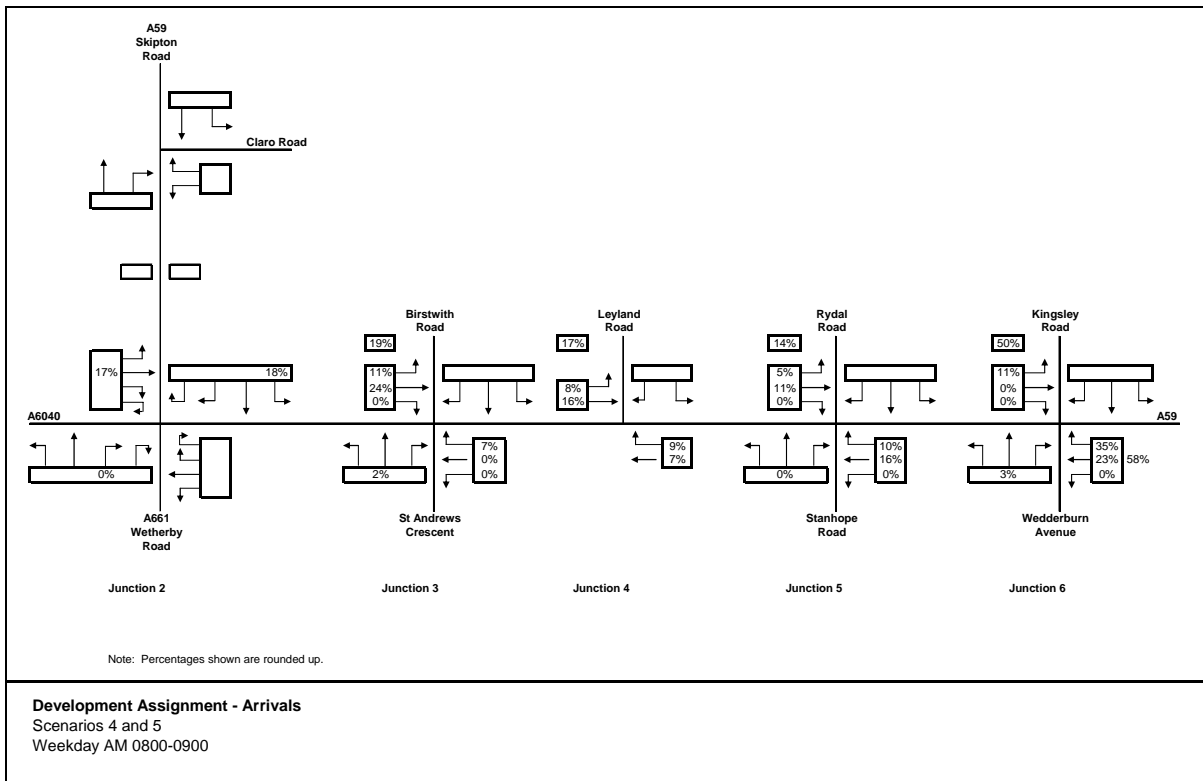 A59
Skipton
Road
Claro Road
Birstwith
Road
Leyland
Road
Rydal
Road
Kingsley
Road
19%
17%
14%
50%
17%
18%
11%
24%
0%
8%
16%
5%
11%
0%
11%
0%
0%
A6040
A59
0%
2%
7%
0%
0%
9%
7%
0%
10%
16%
0%
3%
35%
23%
0%
58%
A661
Wetherby
Road
St Andrews
Crescent
Stanhope
Road
Wedderburn
Avenue
Junction 2
Junction 3
Junction 4
Junction 5
Junction 6
Note: Percentages shown are rounded up.
Development Assignment - Arrivals
Scenarios 4 and 5
Weekday AM 0800-0900